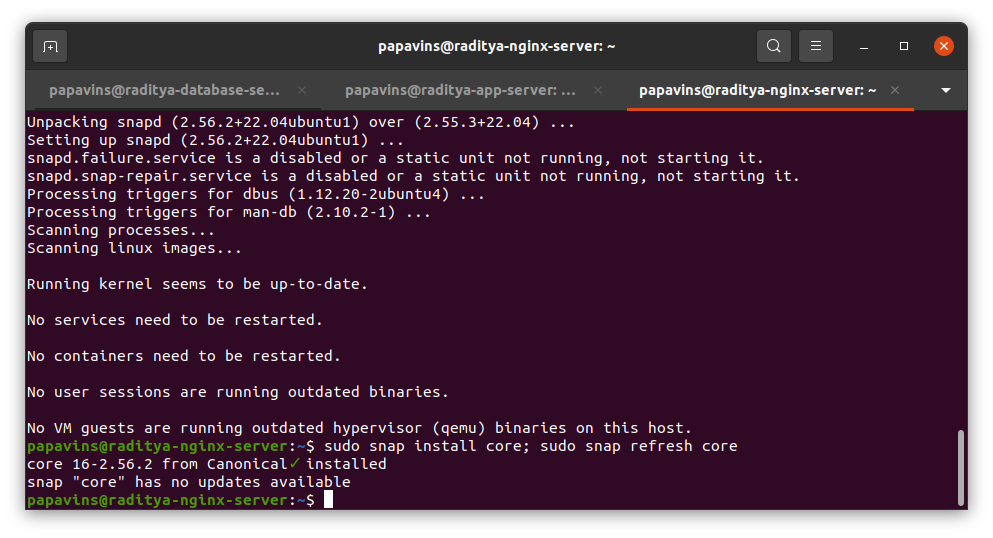 papavins@raditya-nginx-server: ~
papavins@raditya-database-se...
papavins@raditya-app-server: ...
papavins@raditya-nginx-server: ~
Unpacking snapd (2.56.2+22.04ubuntu1) over (2.55.3+22.04) ...
Setting up snapd (2.56.2+22.04ubuntu1) ...
snapd.failure.service is a disabled or a static unit not running, not starting it.
snapd.snap-repair.service is a disabled or a static unit not running, not starting it.
Processing triggers for dbus (1.12.20-2ubuntu4) ...
Processing triggers for man-db (2.10.2-1) ...
Scanning processes...
Scanning linux images...
Running kernel seems to be up-to-date.
No services need to be restarted.
No containers need to be restarted.
No user sessions are running outdated binaries.
No VM guests are running outdated hypervisor (qemu) binaries on this host.
papavins@raditya-nginx-server:~$ sudo snap install core; sudo snap refresh core
core 16-2.56.2 from Canonical✓ installed
snap "core" has no updates available
papavins@raditya-nginx-server:~$